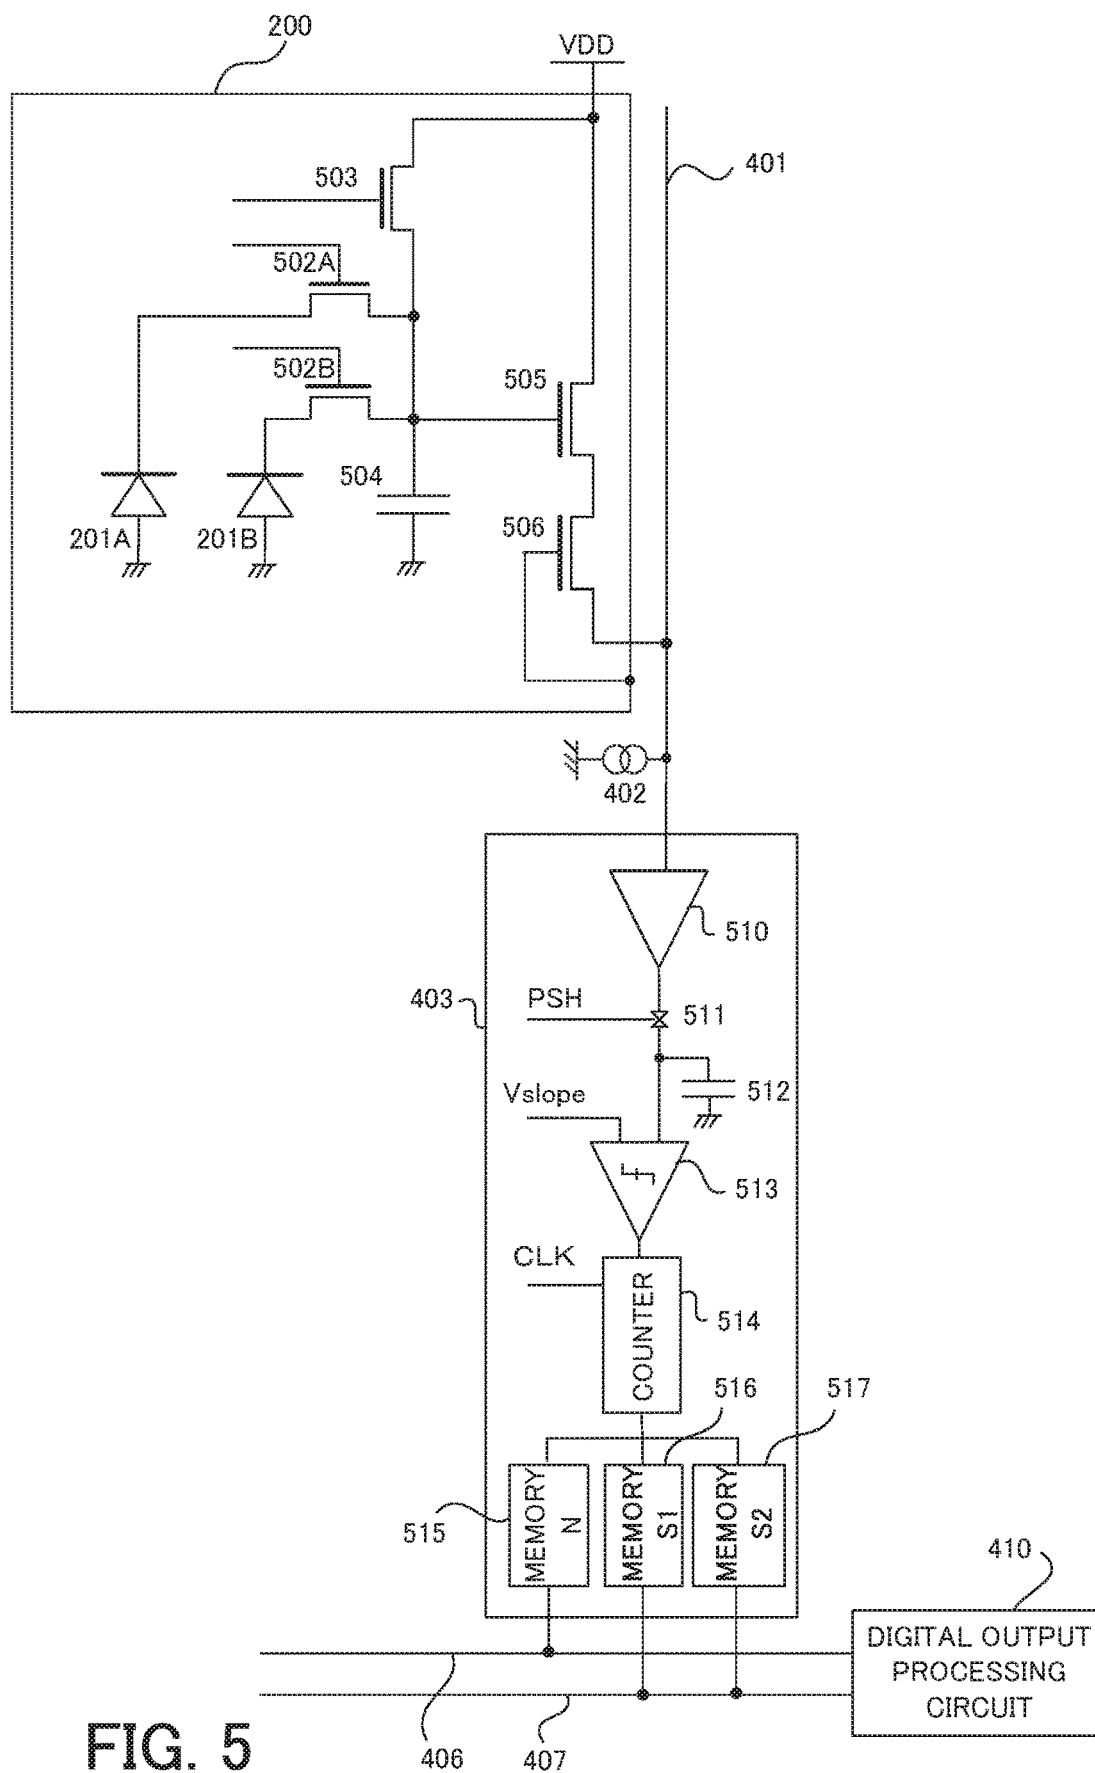 200
VDD
401
503
502A
502B
505
504
506
201A
201B
402
510
403
PSH
511
Vslope
512
513
CLK
COUNTER
514
516
517
MEMORY N
MEMORY S1
MEMORY S2
515
410
DIGITAL OUTPUT
PROCESSING
CIRCUIT
406
407
FIG. 5